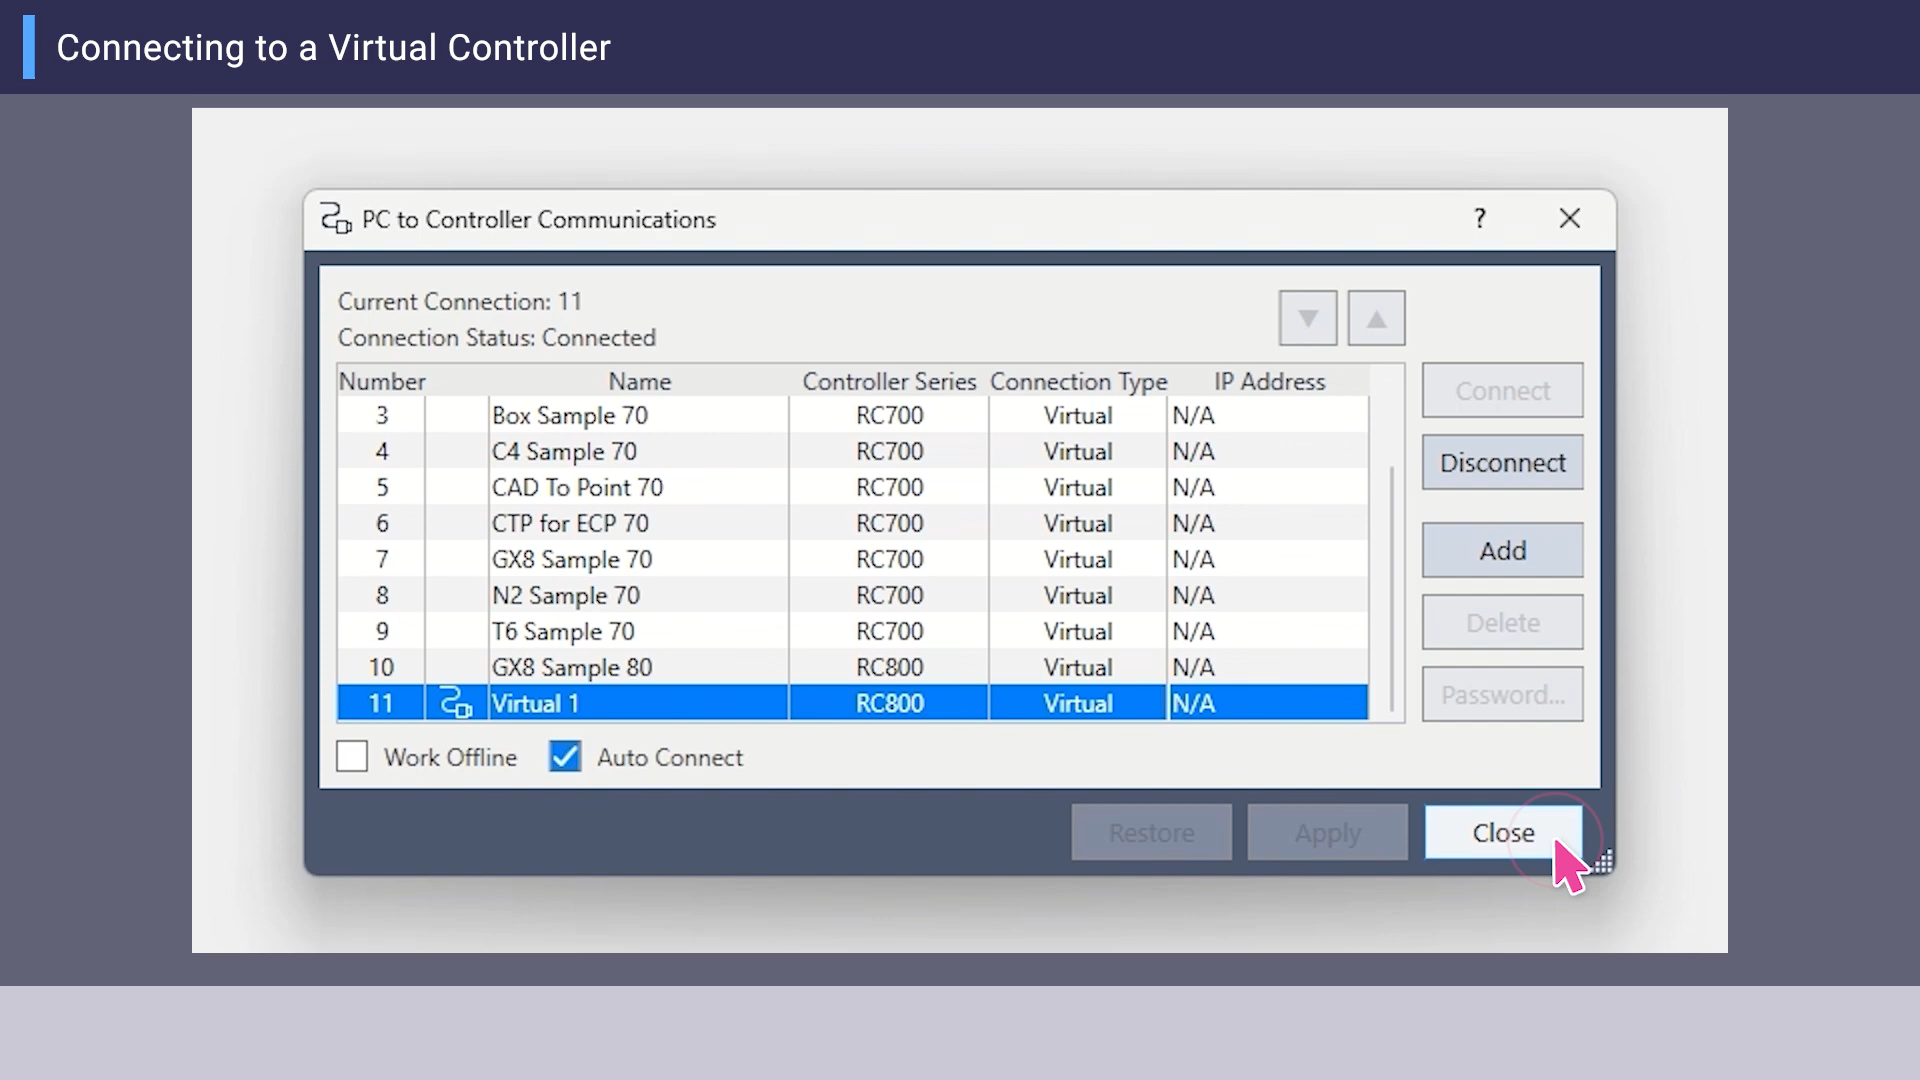 Connecting to a Virtual Controller
PC to Controller Communications ?
Current Connection: 11
Connection Status: Connected
Number Name Controller Series Connection Type IP Address
3 Box Sample 70 RC700 Virtual N/A
4 C4 Sample 70 RC700 Virtual N/A
5 CAD To Point 70 RC700 Virtual N/A
6 CTP for ECP 70 RC700 Virtual N/A
7 GX8 Sample 70 RC700 Virtual N/A
8 N2 Sample 70 RC700 Virtual N/A
9 T6 Sample 70 RC700 Virtual N/A
10 GX8 Sample 80 RC800 Virtual N/A
11 Virtual 1 RC800 Virtual N/A
Connect
Disconnect
Add
Delete
Password...
Work Offline Auto Connect
Restore Apply Close